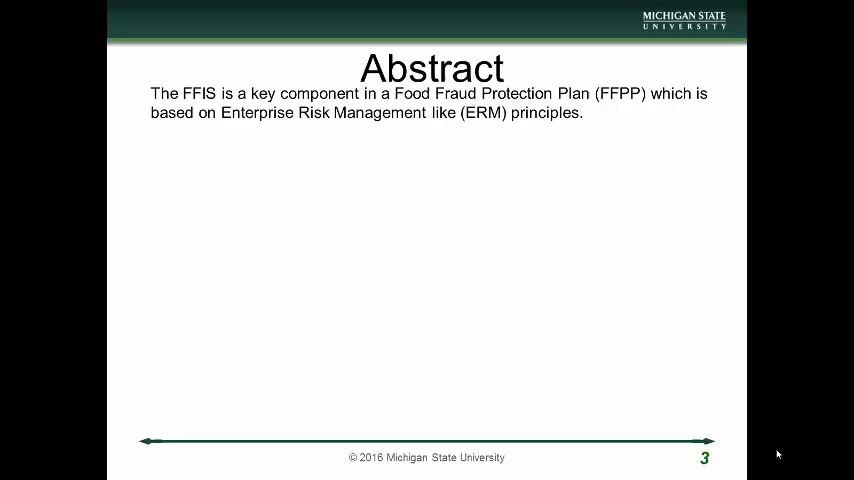 MICHIGAN STATE
UNIVERSITY
Abstract
The FFIS is a key component in a Food Fraud Protection Plan (FFPP) which is
based on Enterprise Risk Management like (ERM) principles.
© 2016 Michigan State University
3